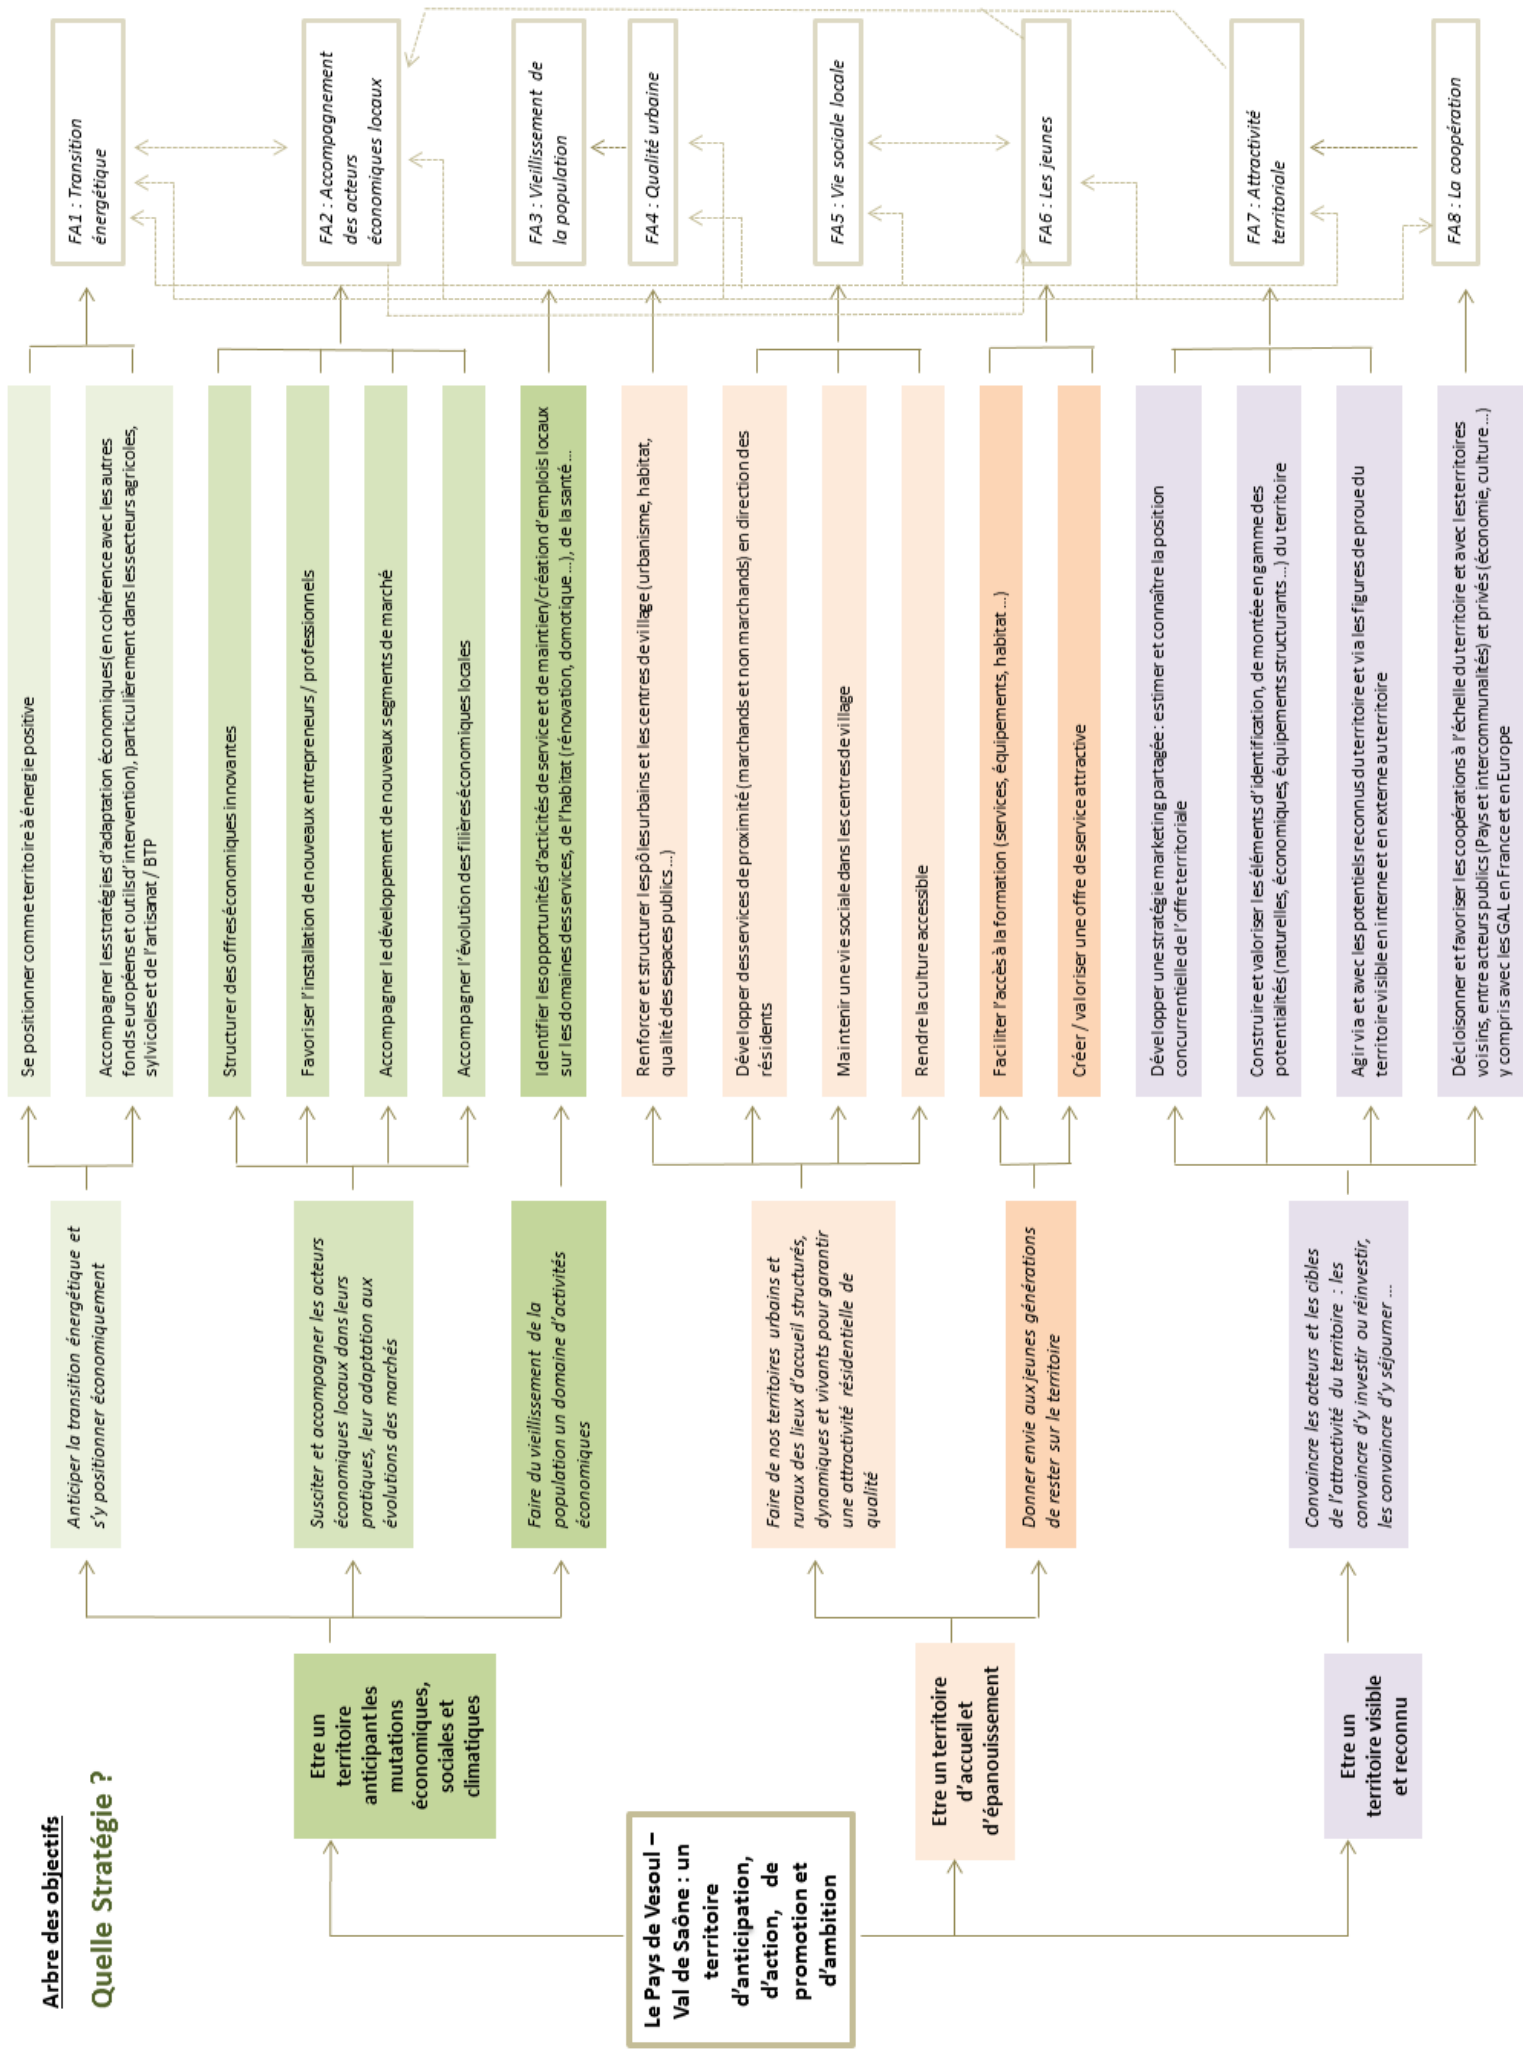 Arbre des objectifs
Quelle Stratégie ?
Le Pays de Vesoul –
Val de Saône : un
territoire
d'anticipation,
d'action, de
promotion et
d'ambition
Etre un
territoire
anticipant les
mutations
économiques,
sociales et
climatiques
Etre un territoire
d'accueil et
d'épanouissement
Etre un
territoire visible
et reconnu
Anticiper la transition énergétique et
s'y positionner économiquement
Susciter et accompagner les acteurs
économiques locaux dans leurs
pratiques, leur adaptation aux
évolutions des marchés
Faire du vieillissement de la
population un domaine d'activités
économiques
Faire de nos territoires urbains et
ruraux des lieux d'accueil structurés,
dynamiques et vivants pour garantir
une attractivité résidentielle de
qualité
Donner envie aux jeunes générations
de rester sur le territoire
Convaincre les acteurs et les cibles
de l'attractivité du territoire : les
convaincre d'y investir ou réinvestir,
les convaincre d'y séjourner ...
Se positionner comme territoire à énergie positive
Accompagner les stratégies d'adaptation économiques (en cohérence avec les autres
fonds européens et outils d'intervention), particulièrement dans les secteurs agricoles,
sylvicoles et de l'artisanat / BTP
Structurer des offres économiques innovantes
Favoriser l'installation de nouveaux entrepreneurs / professionnels
Accompagner le développement de nouveaux segments de marché
Accompagner l'évolution des filières économiques locales
Identifier les opportunités d'acticités de service et de maintien/création d'emplois locaux
sur les domaines des services, de l'habitat (rénovation, domotique...), de la santé ...
Renforcer et structurer les pôles urbains et les centres de village (urbanisme, habitat,
qualité des espaces publics ...)
Développer des services de proximité (marchands et non marchands) en direction des
résidents
Maintenir une vie sociale dans les centres de village
Rendre la culture accessible
Faciliter l'accès à la formation (services, équipements, habitat ...)
Créer / valoriser une offre de service attractive
Développer une stratégie marketing partagée : estimer et connaître la position
concurrentielle de l'offre territoriale
Construire et valoriser les éléments d'identification, de montée en gamme des
potentialités (naturelles, économiques, équipements structurants ...) du territoire
Agir via et avec les potentiels reconnus du territoire et via les figures de proue du
territoire visible en interne et en externe au territoire
Décloisonner et favoriser les coopérations à l'échelle du territoire et avec les territoires
voisins, entre acteurs publics (Pays et intercommunalités) et privés (économie, culture ...)
y compris avec les GAL en France et en Europe
FA1 : Transition
énergétique
FA2 : Accompagnement
des acteurs
économiques locaux
FA3 : Vieillissement de
la population
FA4 : Qualité urbaine
FA5 : Vie sociale locale
FA6 : Les jeunes
FA7 : Attractivité
territoriale
FA8 : La coopération